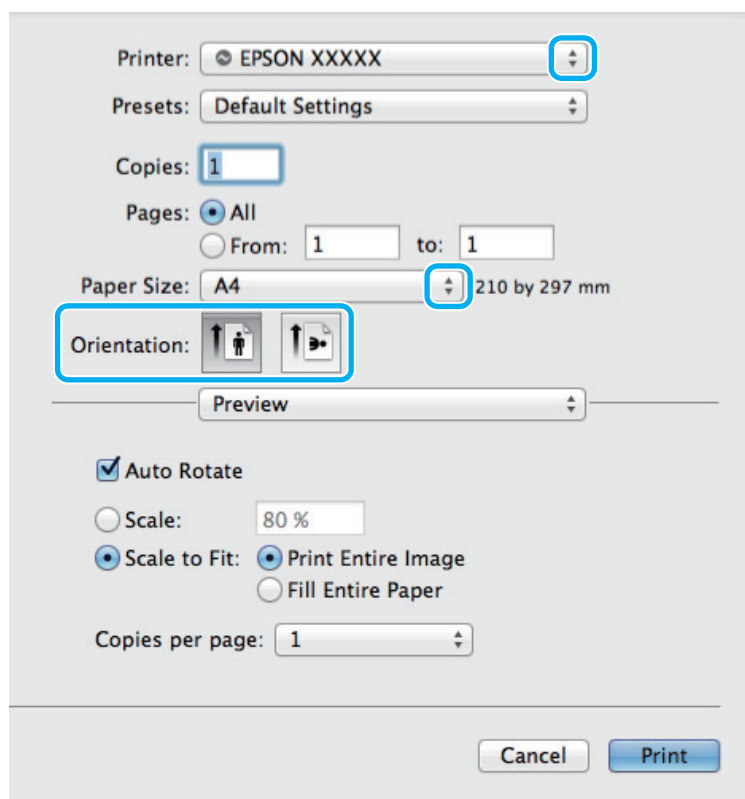 Printer: EPSON XXXXX
Presets: Default Settings
Copies: 1
Pages: All
From: 1 to: 1
Paper Size: A4 210 by 297 mm
Orientation:
Preview
Auto Rotate
Scale: 80 %
Scale to Fit: Print Entire Image
Fill Entire Paper
Copies per page: 1
Cancel Print